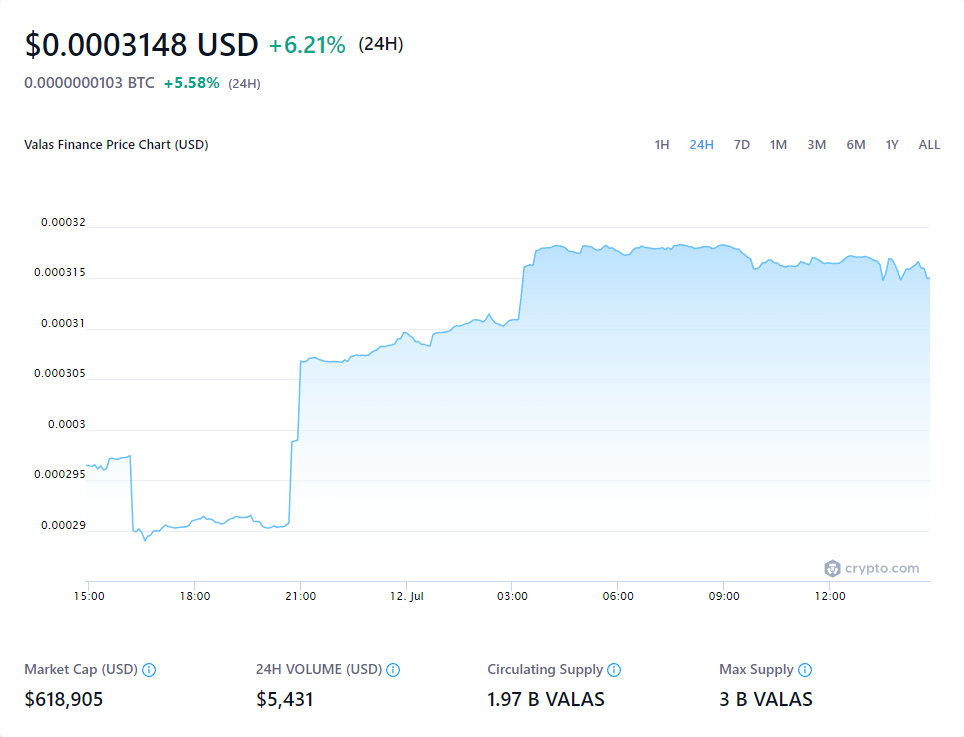 $0.0003148 USD +6.21% (24H)
0.0000000103 BTC +5.58% (24H)
Valas Finance Price Chart (USD) 1H 24H 7D 1M 3M 6M 1Y ALL
0.00032
0.000315
0.00031
0.000305
0.0003
0.000295
0.00029
crypto.com
15:00 18:00 21:00 12. Jul 03:00 06:00 09:00 12:00
Market Cap (USD) 24H VOLUME (USD) Circulating Supply Max Supply
$618,905 $5,431 1.97 B VALAS 3 B VALAS